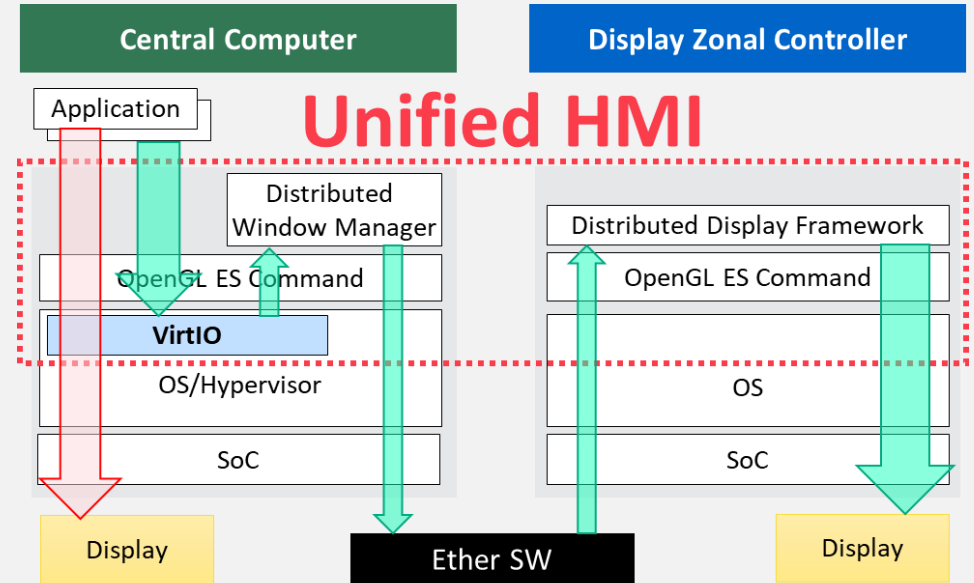 Central Computer
Display Zonal Controller
Application
Unified HMI
Distributed
Window Manager
Distributed Display Framework
OpenGL ES Command
OpenGL ES Command
VirtIO
OS/Hypervisor
OS
SoC
SoC
Display
Ether SW
Display